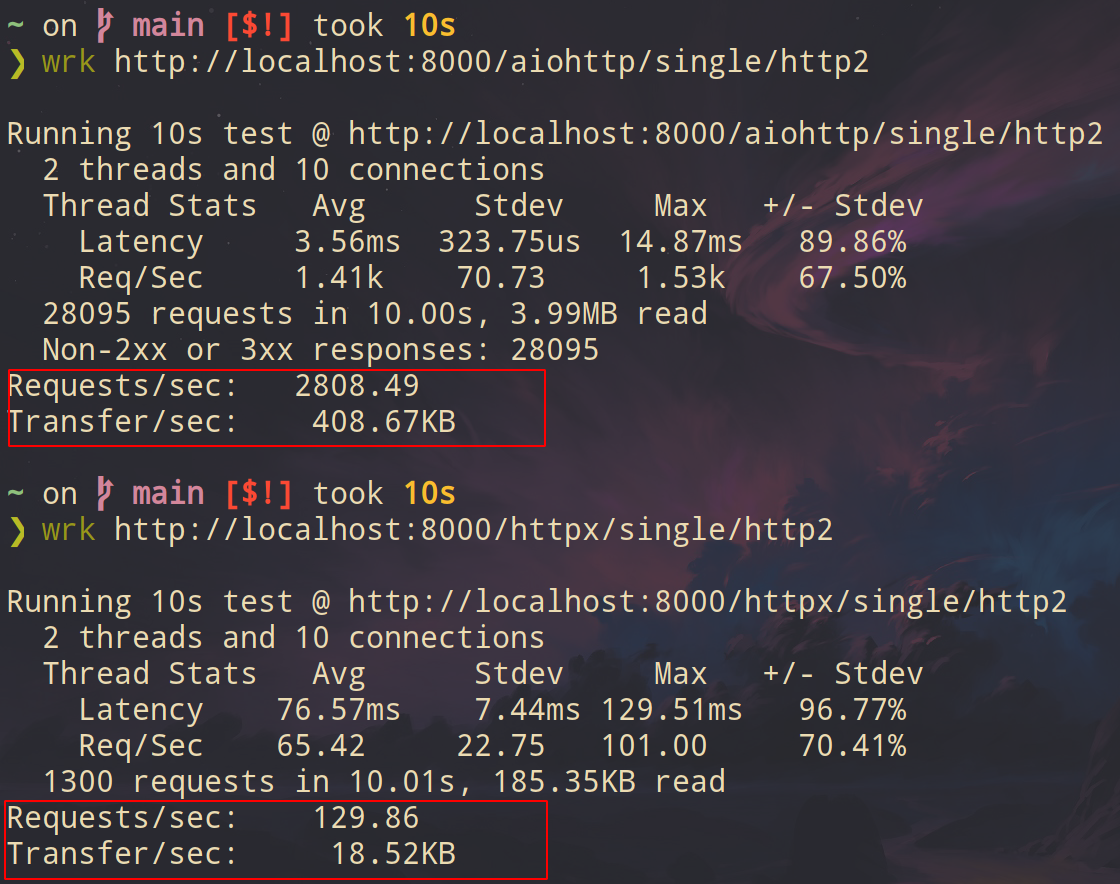 ~ on main [$!] took 10s
❯ wrk http://localhost:8000/aiohttp/single/http2
Running 10s test @ http://localhost:8000/aiohttp/single/http2
2 threads and 10 connections
Thread Stats Avg Stdev Max +/- Stdev
Latency 3.56ms 323.75us 14.87ms 89.86%
Req/Sec 1.41k 70.73 1.53k 67.50%
28095 requests in 10.00s, 3.99MB read
Non-2xx or 3xx responses: 28095
Requests/sec: 2808.49
Transfer/sec: 408.67KB
~ on main [$!] took 10s
❯ wrk http://localhost:8000/httpx/single/http2
Running 10s test @ http://localhost:8000/httpx/single/http2
2 threads and 10 connections
Thread Stats Avg Stdev Max +/- Stdev
Latency 76.57ms 7.44ms 129.51ms 96.77%
Req/Sec 65.42 22.75 101.00 70.41%
1300 requests in 10.01s, 185.35KB read
Requests/sec: 129.86
Transfer/sec: 18.52KB